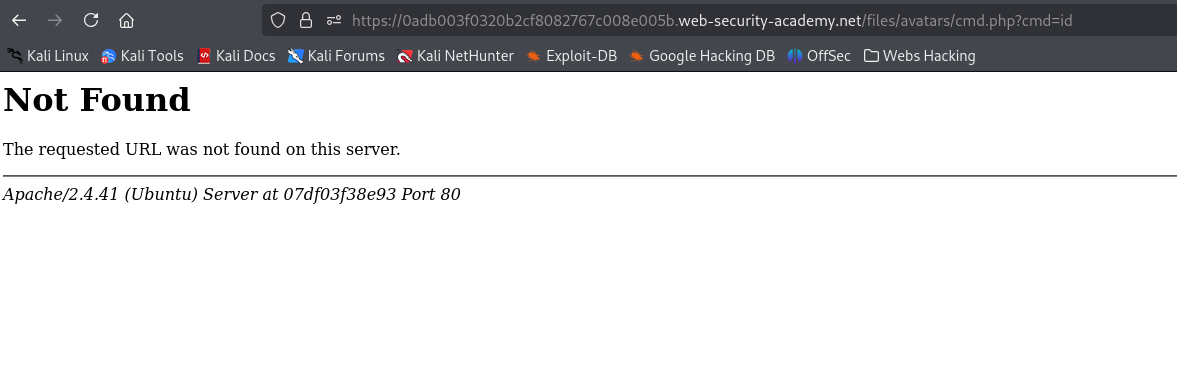 https://0adb003f0320b2cf8082767c008e005b.web-security-academy.net/files/avatars/cmd.php?cmd=id
Kali Linux Kali Tools Kali Docs Kali Forums Kali NetHunter Exploit-DB Google Hacking DB OffSec Webs Hacking
Not Found
The requested URL was not found on this server.
Apache/2.4.41 (Ubuntu) Server at 07df03f38e93 Port 80